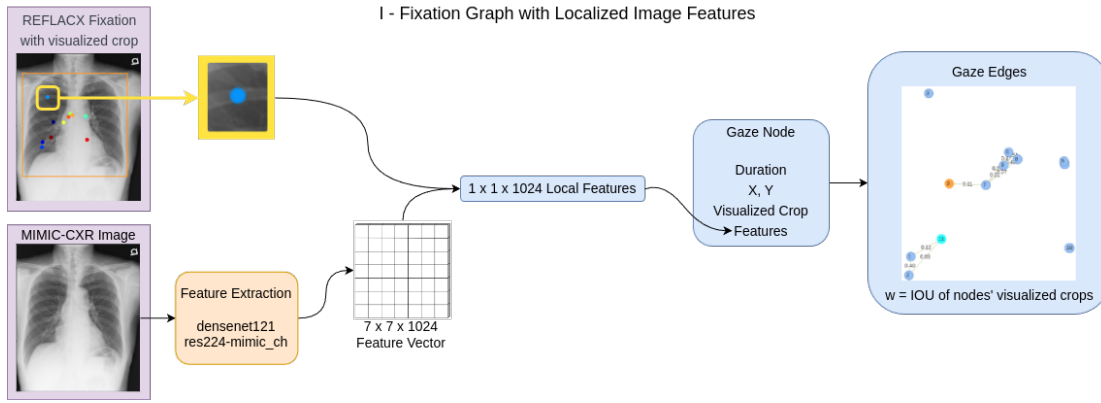 I - Fixation Graph with Localized Image Features
REFLACX Fixation
with visualized crop
MIMIC-CXR Image
Feature Extraction
densenet121
res224-mimic_ch
7 x 7 x 1024
Feature Vector
1 x 1 x 1024 Local Features
Gaze Node
Duration
X, Y
Visualized Crop
Features
Gaze Edges
w = IOU of nodes' visualized crops